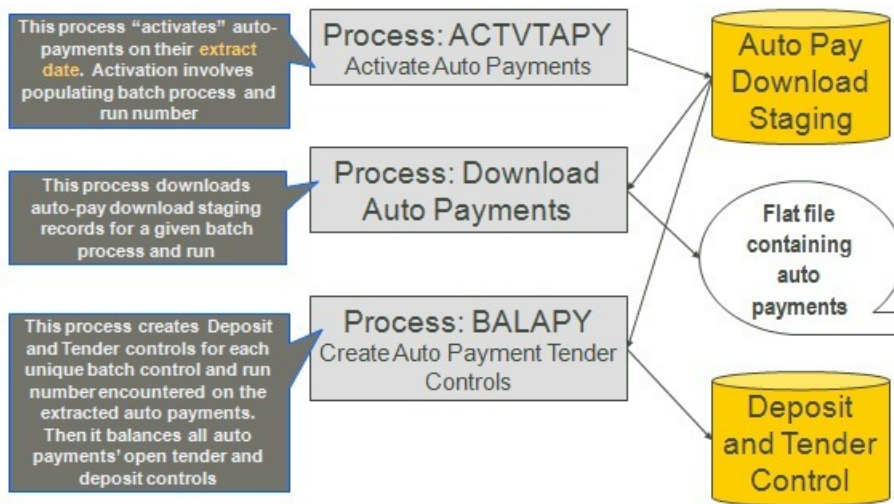 This process “activates” auto-
payments on their extract
date. Activation involves
populating batch process and
run number
Process: ACTVTAPY
Activate Auto Payments
Auto Pay
Download
Staging
This process downloads
auto-pay download staging
records for a given batch
process and run
Process: Download
Auto Payments
Flat file
containing
auto
payments
This process creates Deposit
and Tender controls for each
unique batch control and run
number encountered on the
extracted auto payments.
Then it balances all auto
payments’ open tender and
deposit controls
Process: BALAPY
Create Auto Payment Tender
Controls
Deposit
and Tender
Control